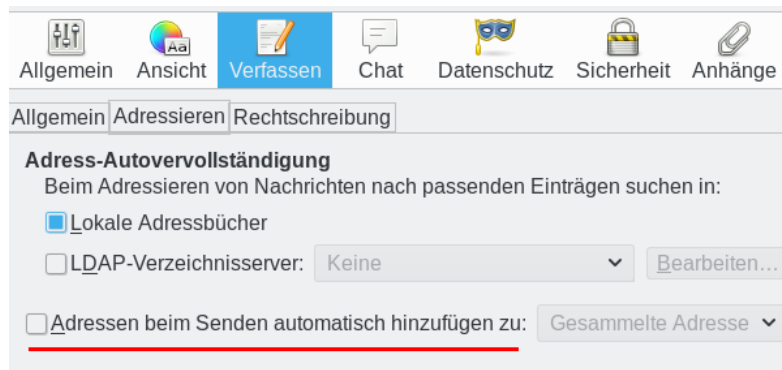 Aa
Allgemein Ansicht Verfassen Chat Datenschutz Sicherheit Anhänge
Allgemein Adressieren Rechtschreibung
Adress-Autovervollständigung
Beim Adressieren von Nachrichten nach passenden Einträgen suchen in:
Lokale Adressbücher
LDAP-Verzeichnisserver: Keine Bearbeiten...
Adressen beim Senden automatisch hinzufügen zu: Gesammelte Adresse